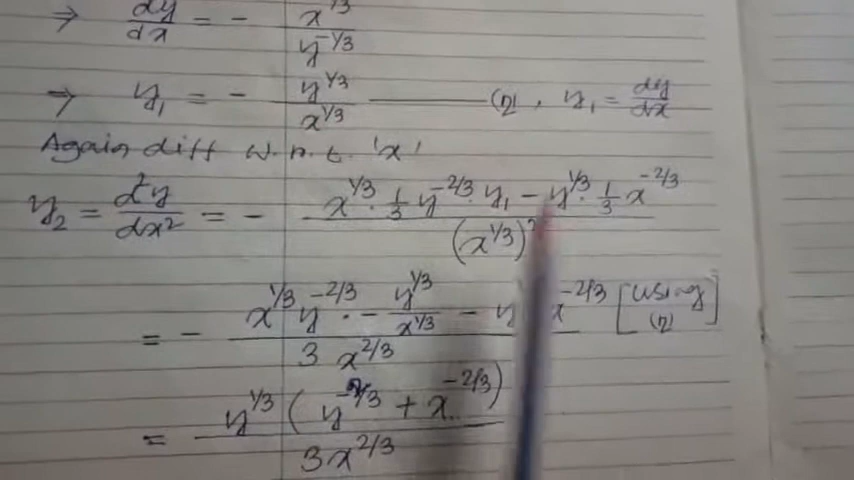 ⇒ dy/dx = - x^-1/3 / y^-1/3
⇒ y₁ = - y^1/3 / x^1/3 (2), y₁ = dy/dx
Again diff w.r.t. 'x'
y₂ = d²y/dx² = - x^1/3 · 1/3 y^-2/3 · y₁ - y^1/3 · 1/3 x^-2/3 / (x^1/3)²
= - x^1/3 y^-2/3 · - y^1/3 / x^1/3 - y x^-2/3 / 3 x^2/3 [using (2)]
= y^1/3 (y^-2/3 + x^-2/3) / 3x^2/3